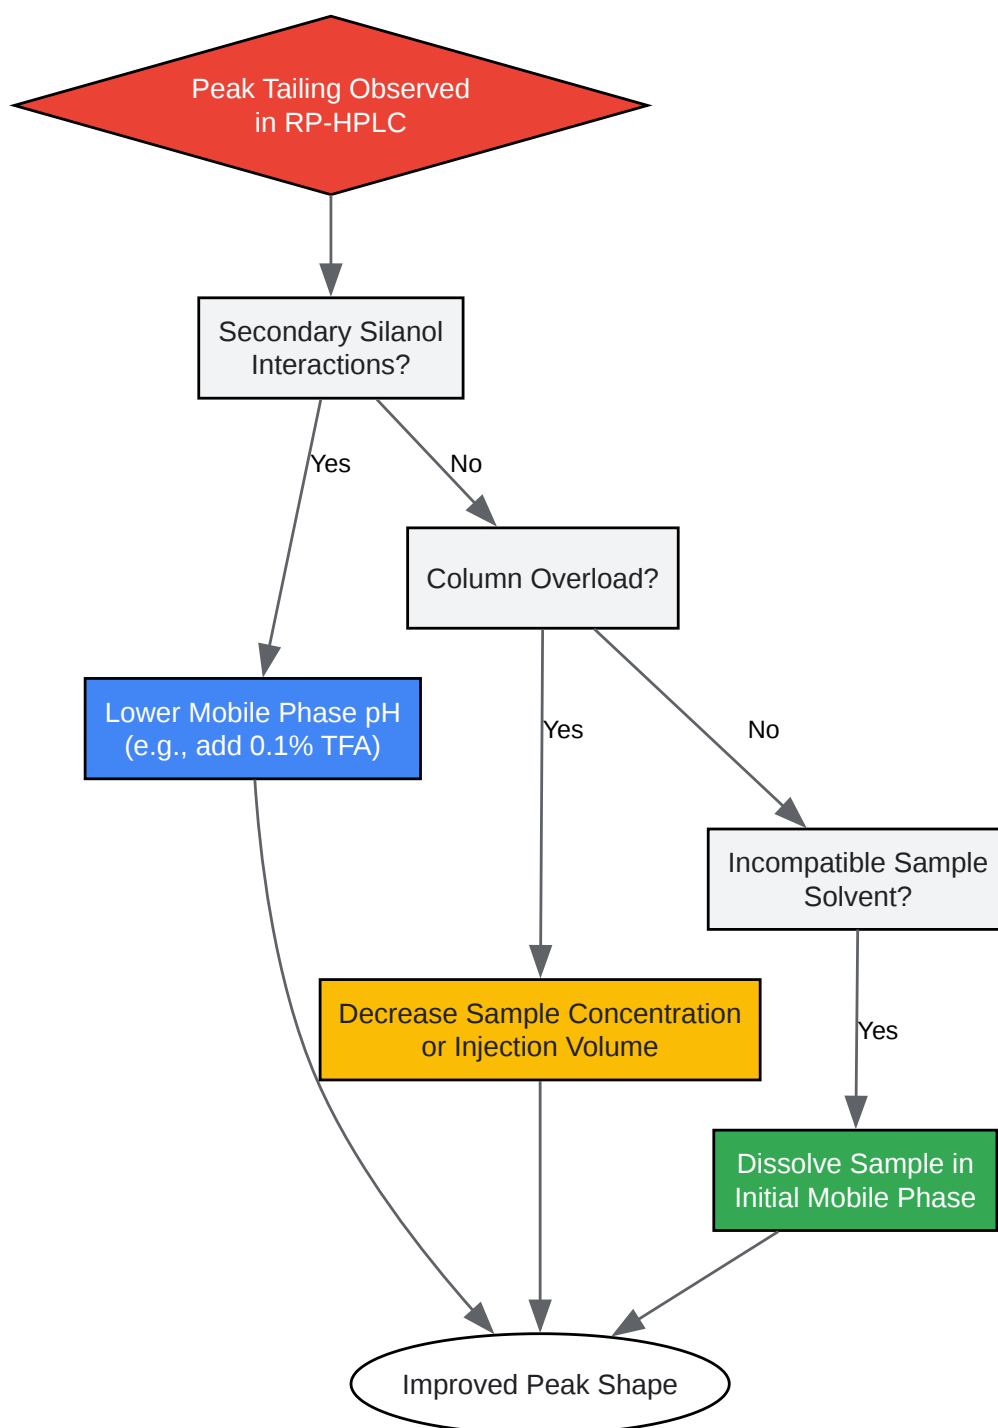 Peak Tailing Observed
in RP-HPLC
Secondary Silanol
Interactions?
Yes
No
Column Overload?
Lower Mobile Phase pH
(e.g., add 0.1% TFA)
Yes
No
Incompatible Sample
Solvent?
Decrease Sample Concentration
or Injection Volume
Yes
Dissolve Sample in
Initial Mobile Phase
Improved Peak Shape